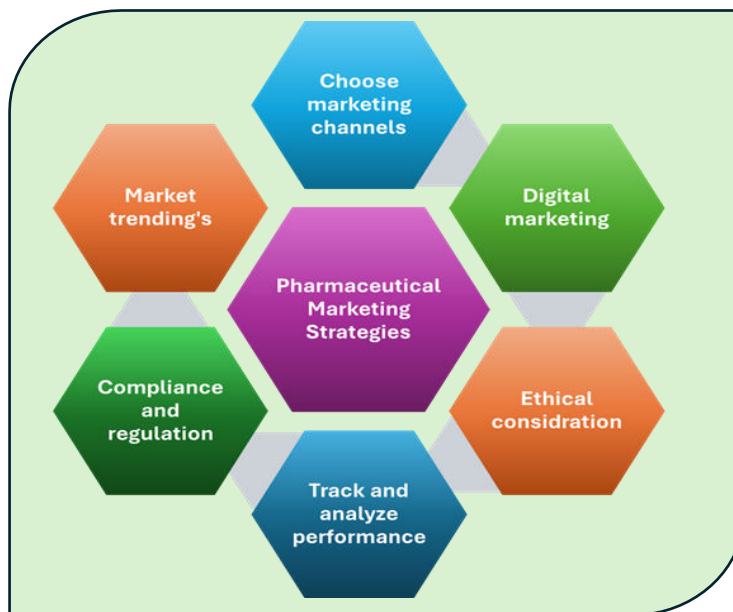 Choose
marketing
channels
Market
trending's
Digital
marketing
Pharmaceutical
Marketing
Strategies
Compliance
and
regulation
Ethical
considration
Track and
analyze
performance